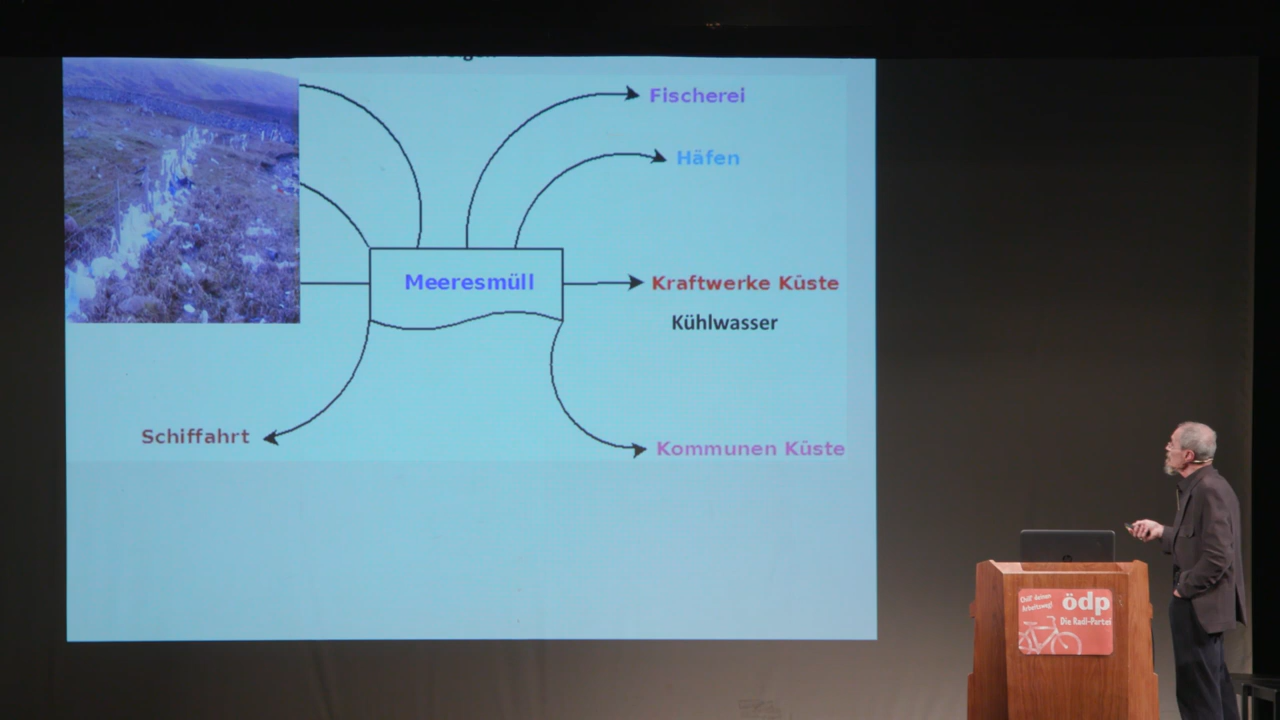 Fischerei
Häfen
Meeresmüll
Kraftwerke Küste
Kühlwasser
Schiffahrt
Kommunen Küste
ödp
Die Radl-Partei